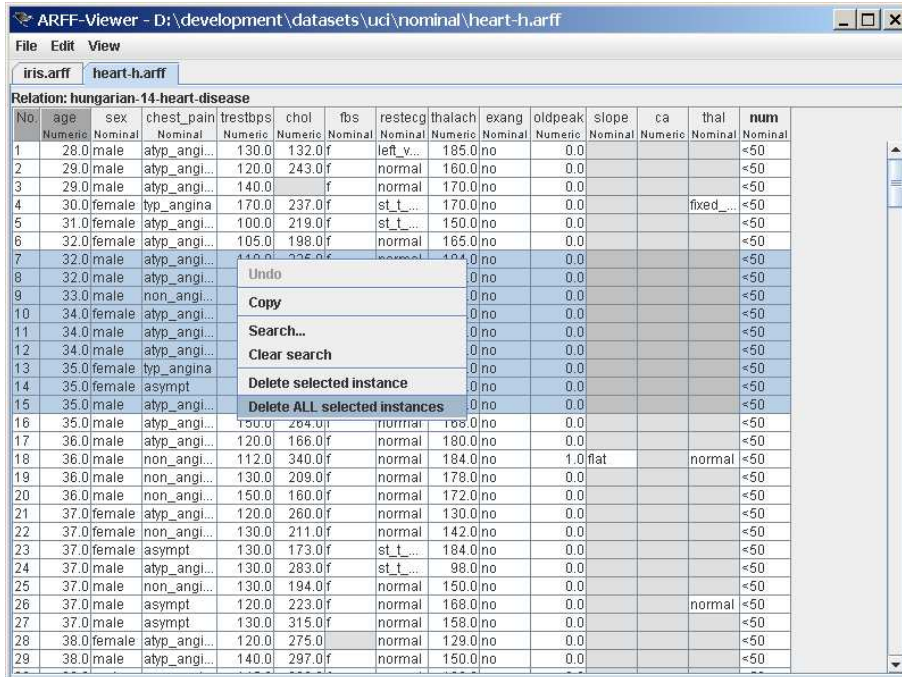 ARFF-Viewer - D:\development\datasets\uci\nominal\heart-h.arff
File Edit View
iris.arff heart-h.arff
Relation: hungarian-14-heart-disease
No. age sex chest_pain trestbps chol fbs restecg thalach exang oldpeak slope ca thal num
Numeric Nominal Nominal Numeric Numeric Nominal Nominal Numeric Nominal Numeric Nominal Numeric Nominal Nominal
1 28.0 male atyp_angi... 130.0 132.0 f left_v... 185.0 no 0.0 <50
2 29.0 male atyp_angi... 120.0 243.0 f normal 160.0 no 0.0 <50
3 29.0 male atyp_angi... 140.0 f normal 170.0 no 0.0 <50
4 30.0 female typ_angina 170.0 237.0 f st_t_... 170.0 no 0.0 fixed_... <50
5 31.0 female atyp_angi... 100.0 219.0 f st_t_... 150.0 no 0.0 <50
6 32.0 female atyp_angi... 105.0 198.0 f normal 165.0 no 0.0 <50
7 32.0 male atyp_angi... .0 no 0.0 <50
8 32.0 male atyp_angi... Undo .0 no 0.0 <50
9 33.0 male non_angi... Copy .0 no 0.0 <50
10 34.0 female atyp_angi... .0 no 0.0 <50
11 34.0 male atyp_angi... Search... .0 no 0.0 <50
12 34.0 male atyp_angi... Clear search .0 no 0.0 <50
13 35.0 female typ_angina .0 no 0.0 <50
14 35.0 female asympt Delete selected instance .0 no 0.0 <50
15 35.0 male atyp_angi... Delete ALL selected instances .0 no 0.0 <50
16 35.0 male atyp_angi... 150.0 264.0 f normal 168.0 no 0.0 <50
17 36.0 male atyp_angi... 120.0 166.0 f normal 180.0 no 0.0 <50
18 36.0 male non_angi... 112.0 340.0 f normal 184.0 no 1.0 flat normal <50
19 36.0 male non_angi... 130.0 209.0 f normal 178.0 no 0.0 <50
20 36.0 male non_angi... 150.0 160.0 f normal 172.0 no 0.0 <50
21 37.0 female atyp_angi... 120.0 260.0 f normal 130.0 no 0.0 <50
22 37.0 female non_angi... 130.0 211.0 f normal 142.0 no 0.0 <50
23 37.0 female asympt 130.0 173.0 f st_t_... 184.0 no 0.0 <50
24 37.0 male atyp_angi... 130.0 283.0 f st_t_... 98.0 no 0.0 <50
25 37.0 male non_angi... 130.0 194.0 f normal 150.0 no 0.0 <50
26 37.0 male asympt 120.0 223.0 f normal 168.0 no 0.0 normal <50
27 37.0 male asympt 130.0 315.0 f normal 158.0 no 0.0 <50
28 38.0 female atyp_angi... 120.0 275.0 normal 129.0 no 0.0 <50
29 38.0 male atyp_angi... 140.0 297.0 f normal 150.0 no 0.0 <50